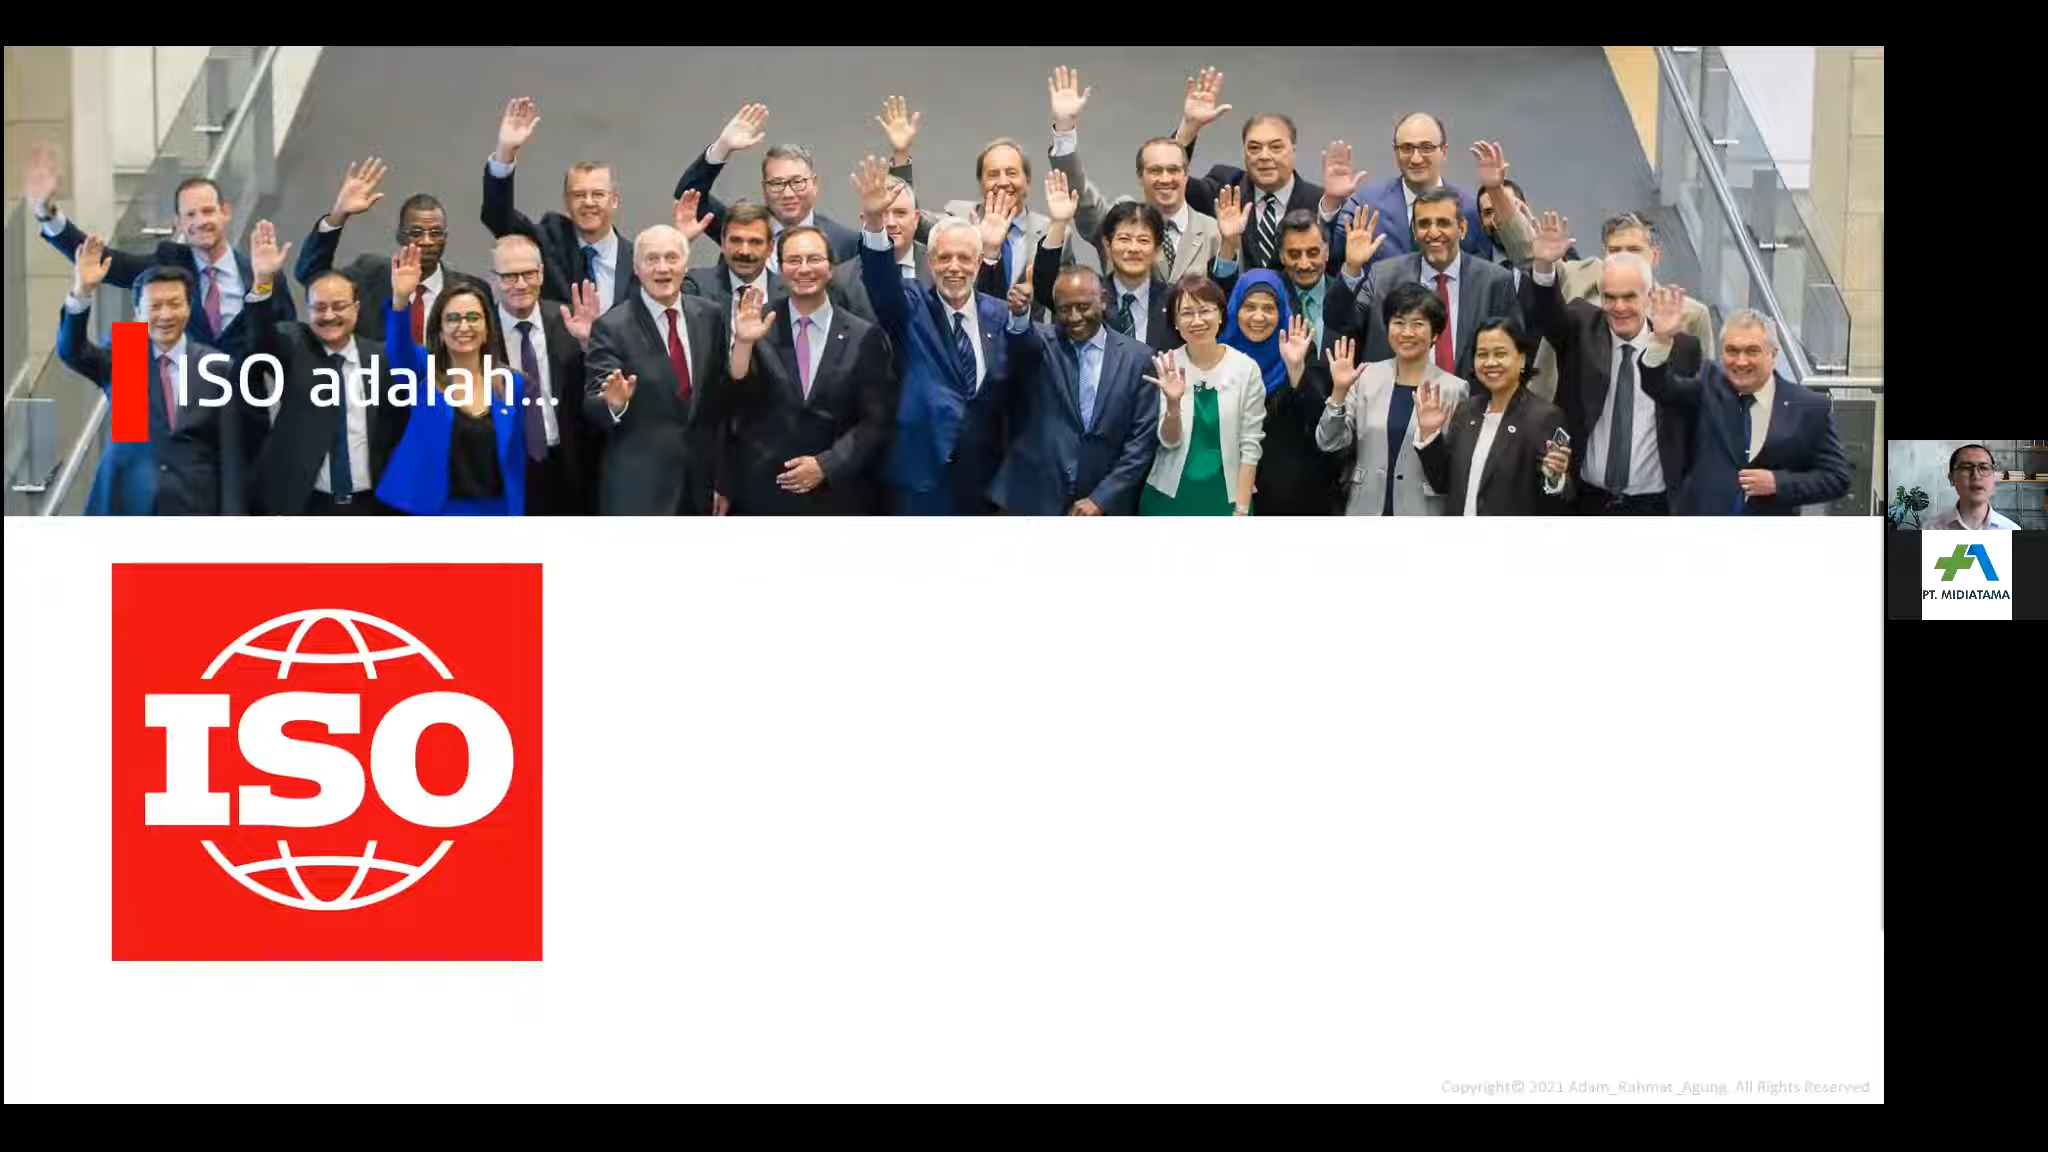 ISO adalah...
ISO
PT. MIDIATAMA
Copyright© 2021 Adam_Rahmat_Agung. All Rights Reserved